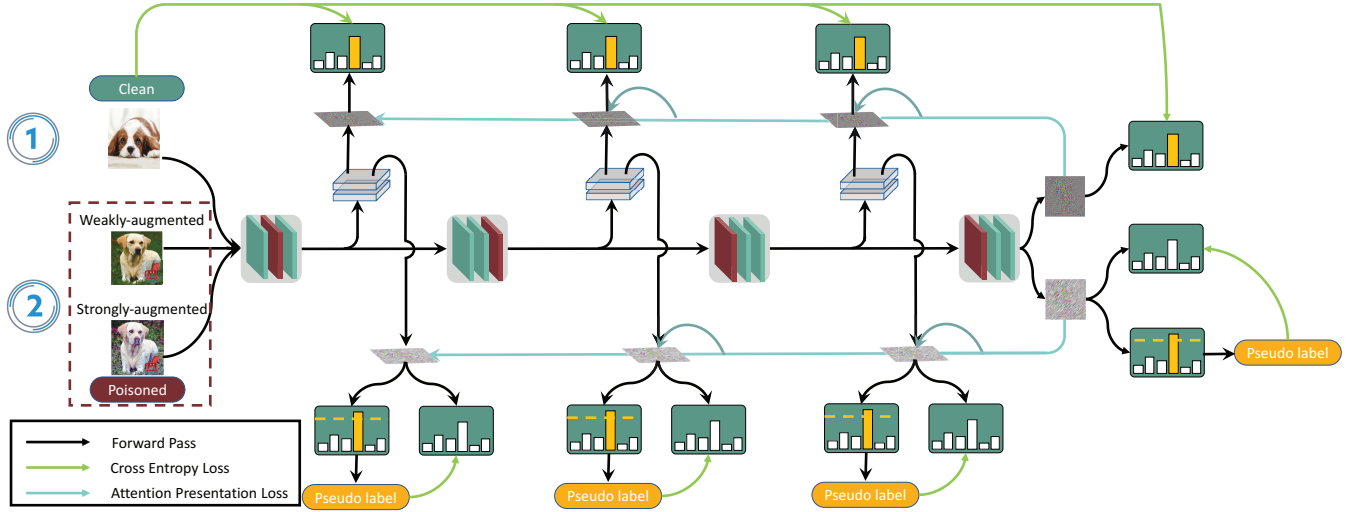 Clean
1
Weakly-augmented
2
Strongly-augmented
Poisoned
Pseudo label
Forward Pass
Cross Entropy Loss
Attention Presentation Loss
Pseudo label
Pseudo label
Pseudo label